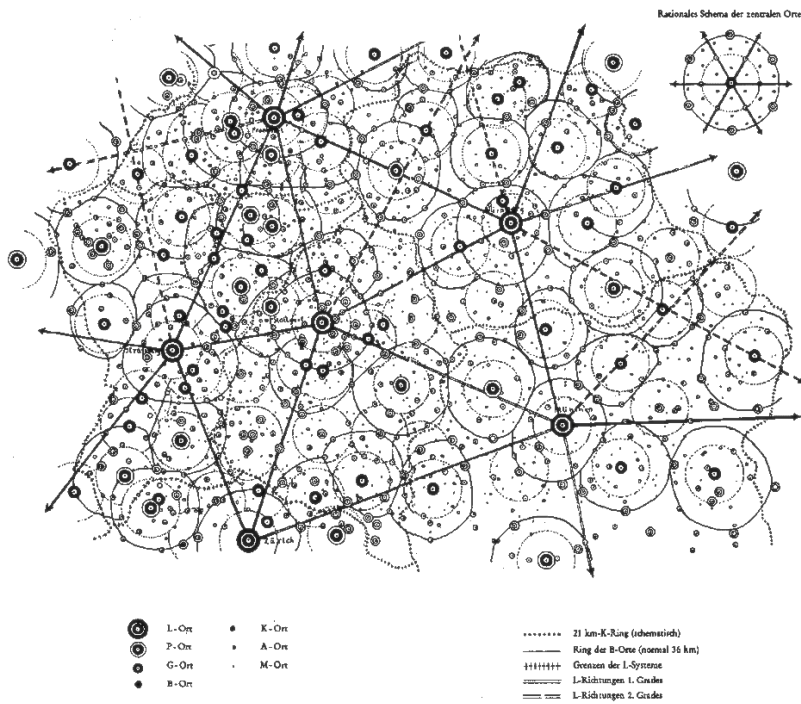 Rationales Schema der zentralen Orte
Zürich
L-Ort
P-Ort
G-Ort
B-Ort
K-Ort
A-Ort
M-Ort
21 km-K-Ring (schematisch)
Ring der B-Orte (normal 36 km)
Grenzen der L-Systeme
L-Richtungen 1. Grades
L-Richtungen 2. Grades